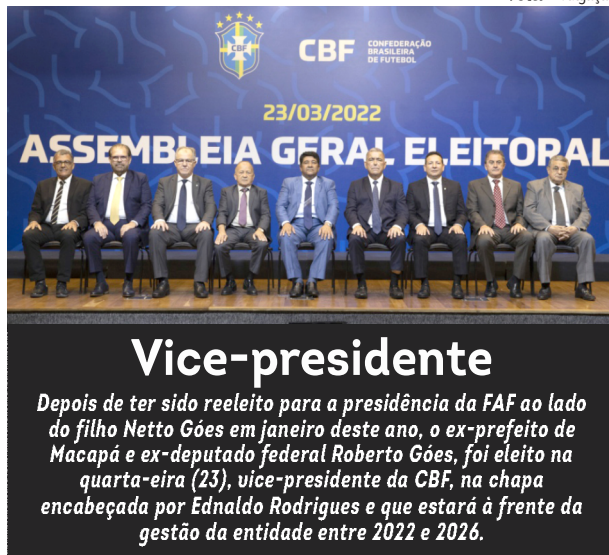 CBF
CBF
CONFEDERAÇÃO
BRASILEIRA
DE FUTEBOL
23/03/2022
ASSEMBLEIA GERAL ELEITORAL
Vice-presidente
Depois de ter sido reeleito para a presidência da FAF ao lado
do filho Netto Góes em janeiro deste ano, o ex-prefeito de
Macapá e ex-deputado federal Roberto Góes, foi eleito na
quarta-eira (23), vice-presidente da CBF, na chapa
encabeçada por Ednaldo Rodrigues e que estará à frente da
gestão da entidade entre 2022 e 2026.